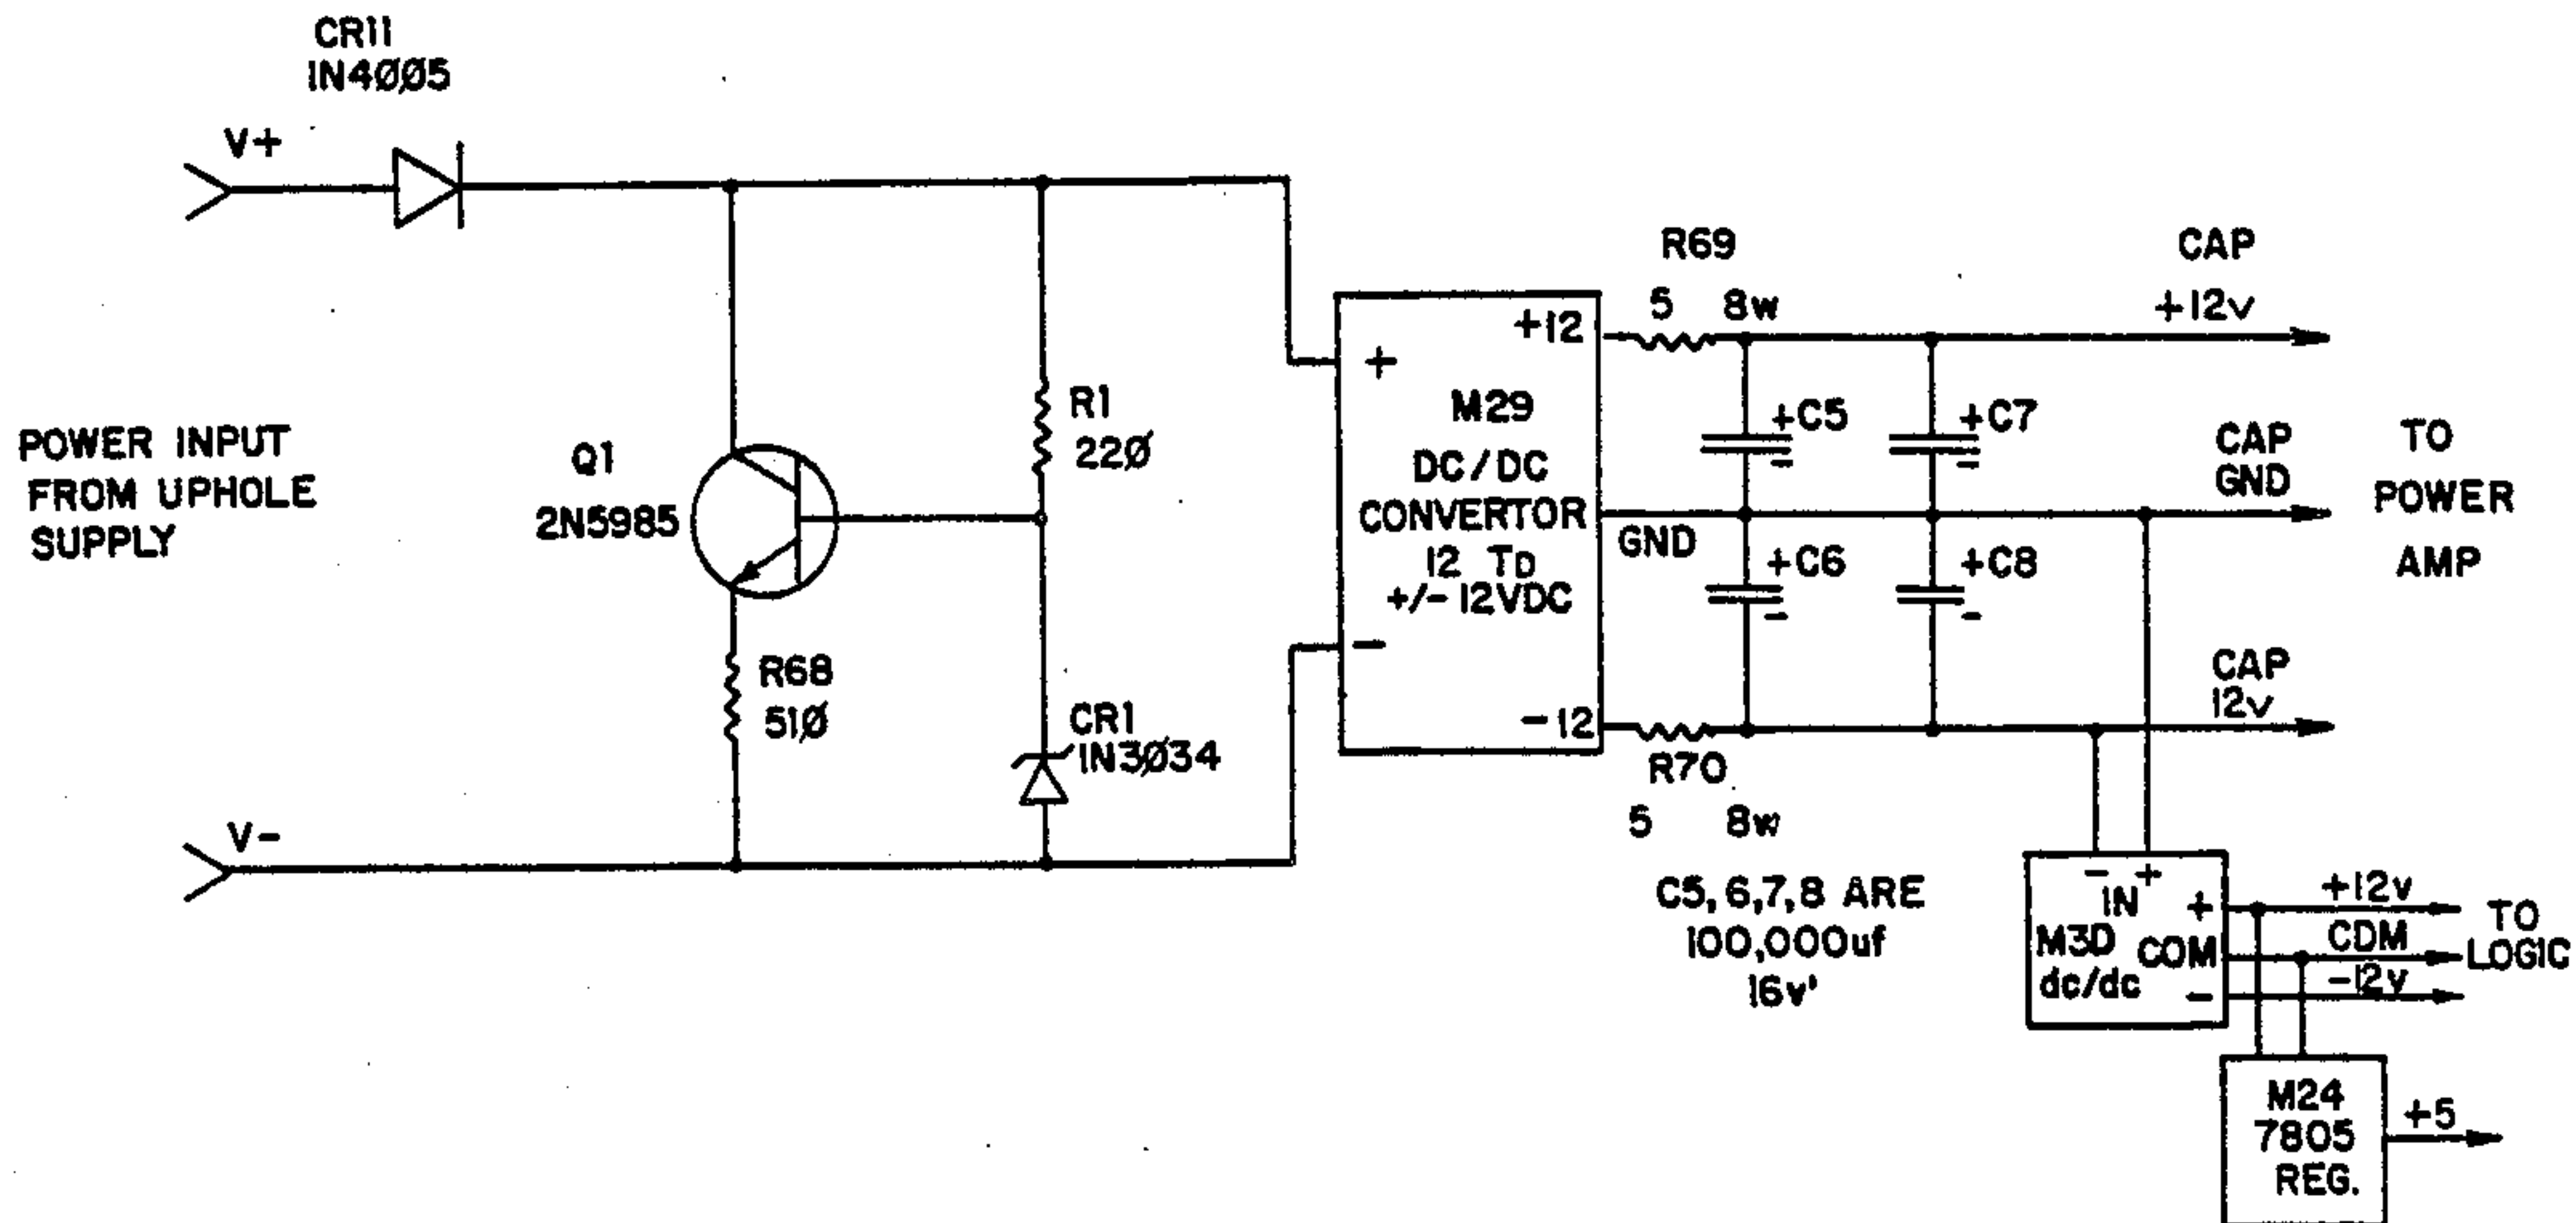 CR11
1N4005
V+
POWER INPUT
FROM UPHOLE
SUPPLY
Q1
2N5985
R1
220
R68
510
CR1
1N3034
V-
+
M29
DC/DC
CONVERTOR
12 TD
+/- 12VDC
-
+12
GND
-12
R69
5 8w
+C5
-
+C7
-
+C6
-
+C8
-
R70
5 8w
C5,6,7,8 ARE
100,000uf
16v'
CAP
+12v
CAP
GND
CAP
12v
TO
POWER
AMP
- +
IN
+
M3D COM
dc/dc
-
+12v
CDM
-12v
TO
LOGIC
M24
7805
REG.
+5